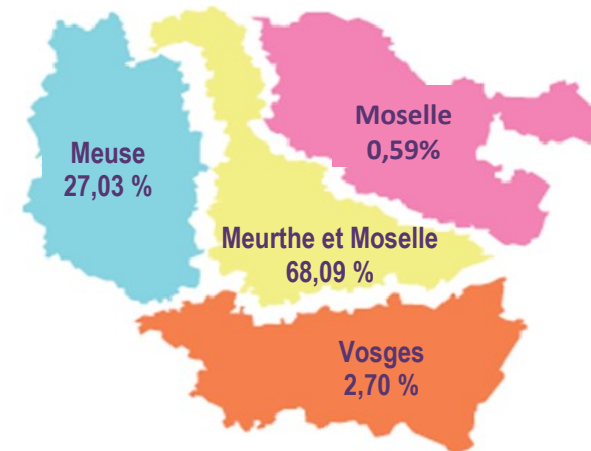 Moselle
0,59%
Meuse
27,03 %
Meurthe et Moselle
68,09 %
Vosges
2,70 %